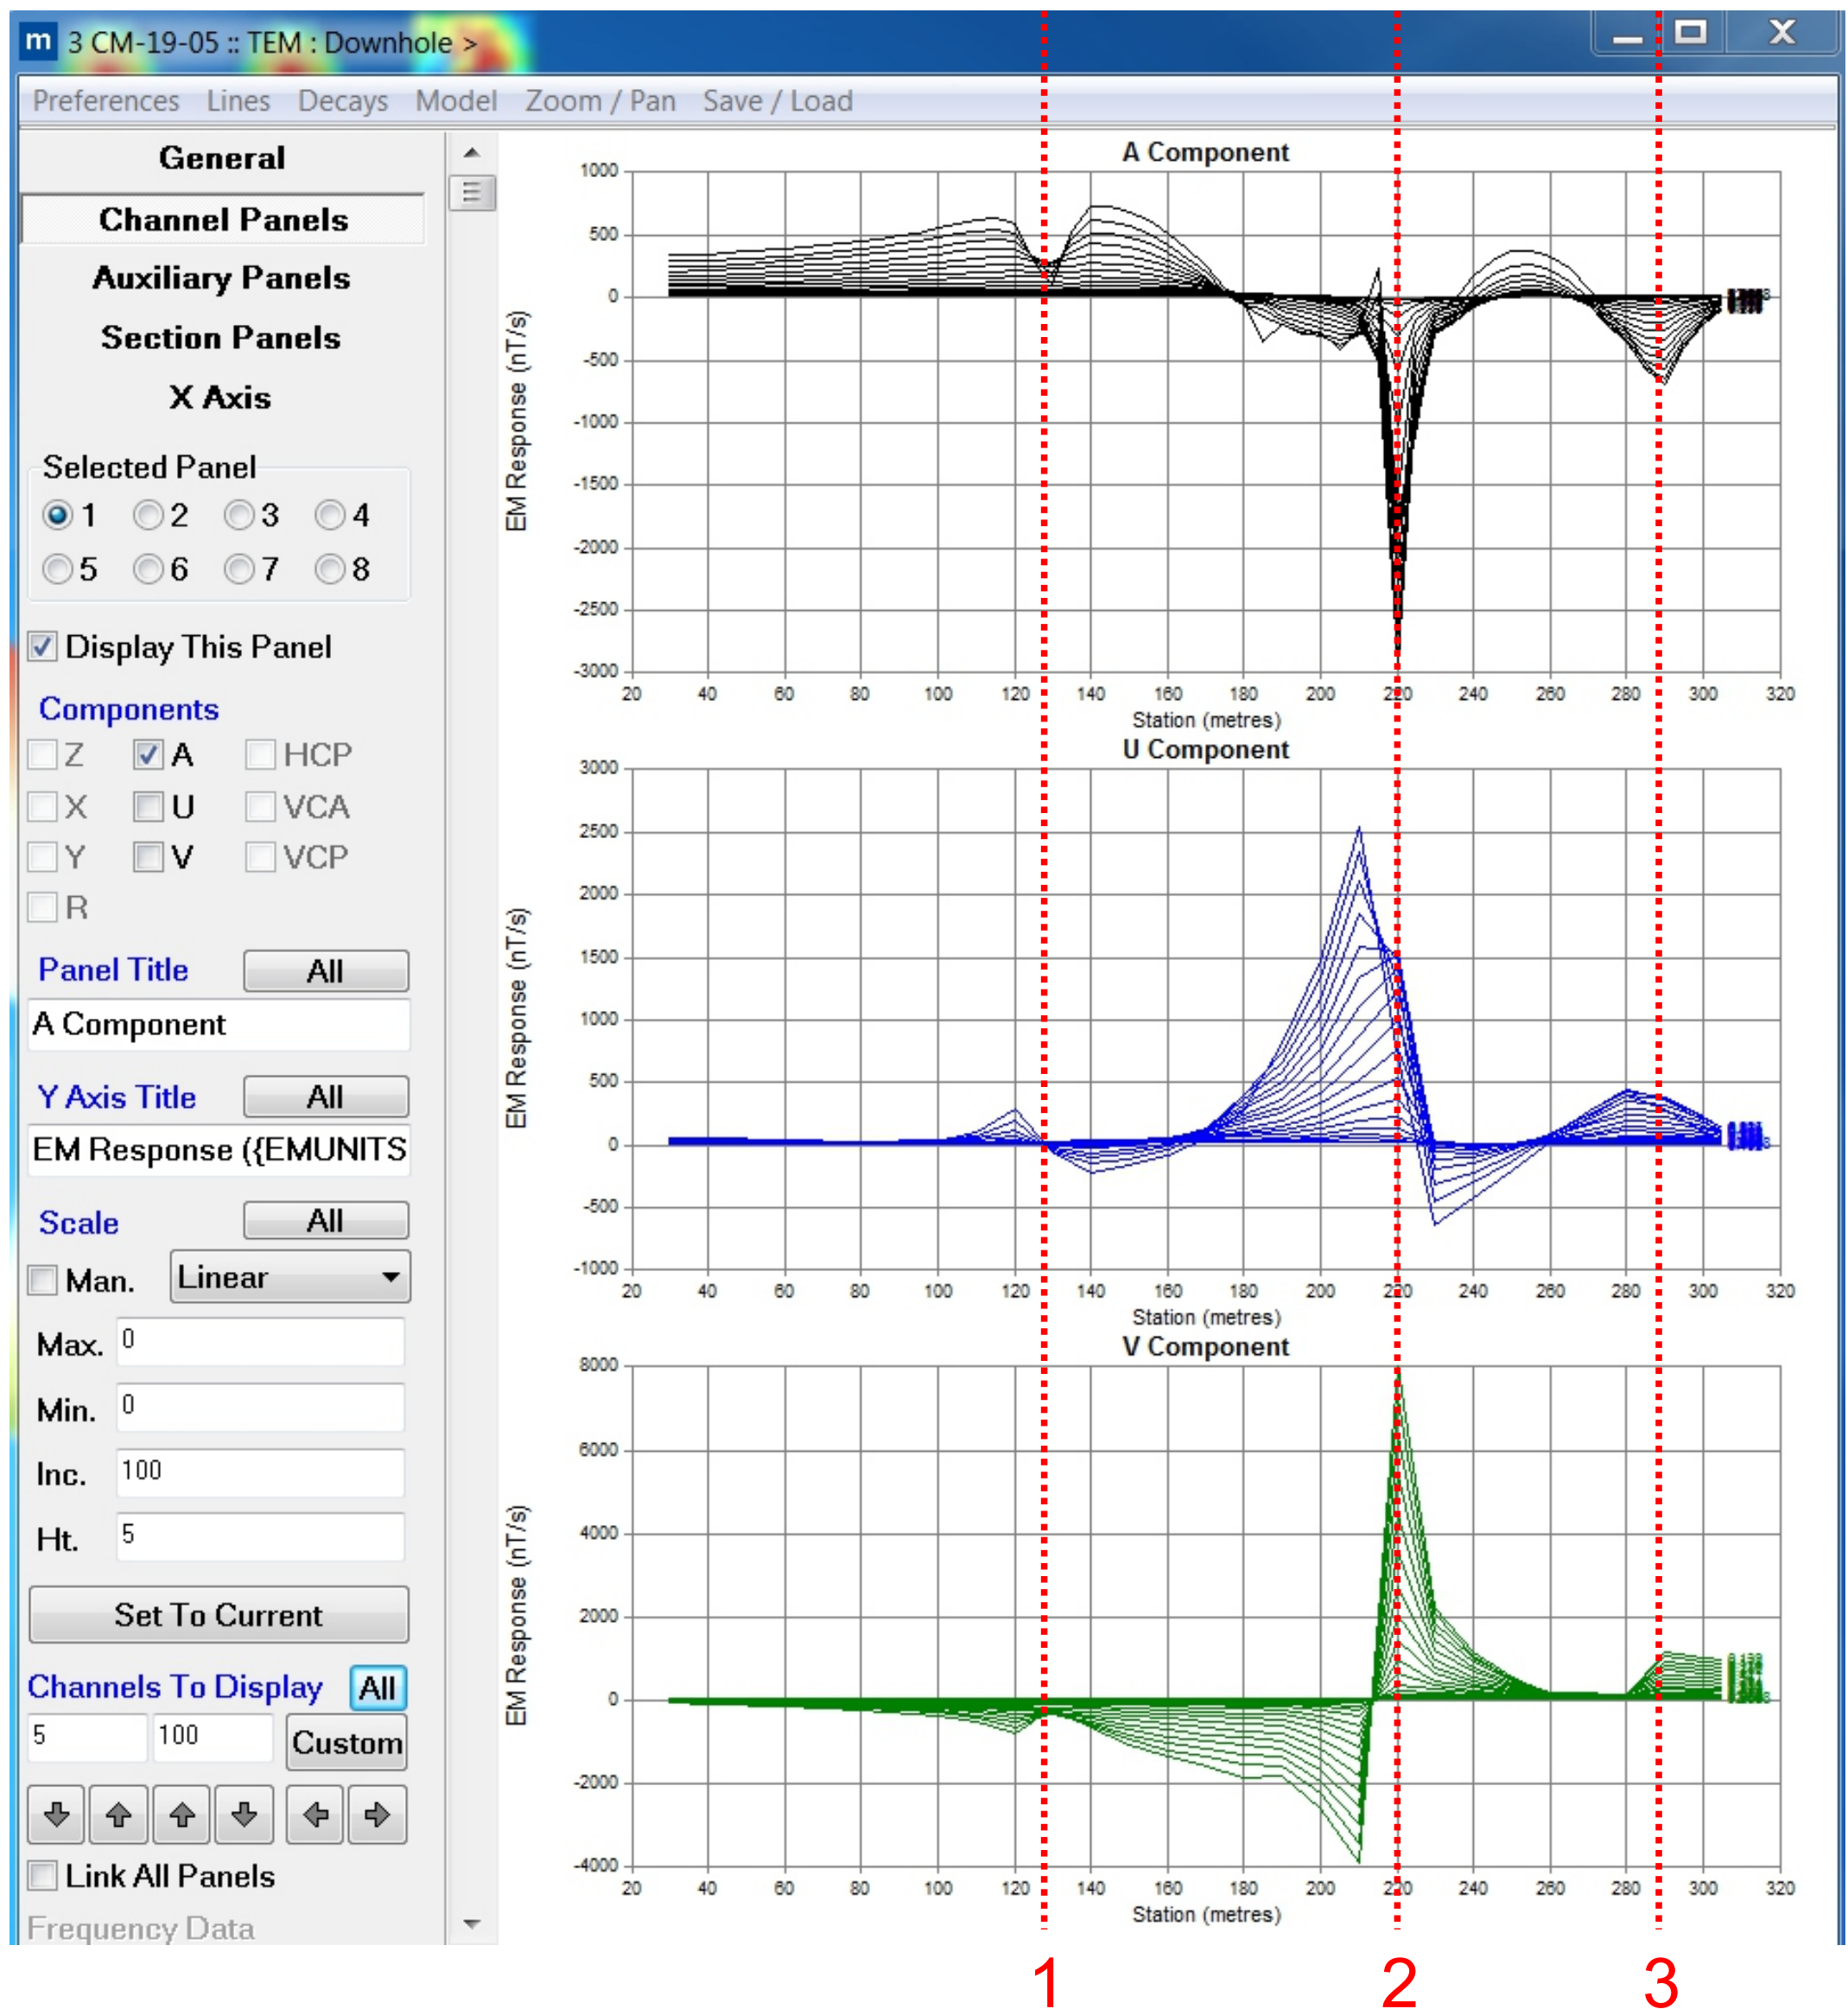 m 3 CM-19-05 :: TEM : Downhole >
Preferences Lines Decays Model Zoom / Pan Save / Load
General
Channel Panels
Auxiliary Panels
Section Panels
X Axis
Selected Panel
1 2 3 4
5 6 7 8
Display This Panel
Components
Z A HCP
X U VCA
Y V VCP
R
Panel Title All
A Component
Y Axis Title All
EM Response ({EMUNITS
Scale All
Man. Linear
Max. 0
Min. 0
Inc. 100
Ht. 5
Set To Current
Channels To Display All
5 100 Custom
Link All Panels
Frequency Data
A Component
EM Response (nT/s)
1000
500
0
-500
-1000
-1500
-2000
-2500
-3000
20 40 60 80 100 120 140 160 180 200 220 240 260 280 300 320
Station (metres)
U Component
EM Response (nT/s)
3000
2500
2000
1500
1000
500
0
-500
-1000
20 40 60 80 100 120 140 160 180 200 220 240 260 280 300 320
Station (metres)
V Component
EM Response (nT/s)
8000
6000
4000
2000
0
-2000
-4000
20 40 60 80 100 120 140 160 180 200 220 240 260 280 300 320
Station (metres)
1 2 3